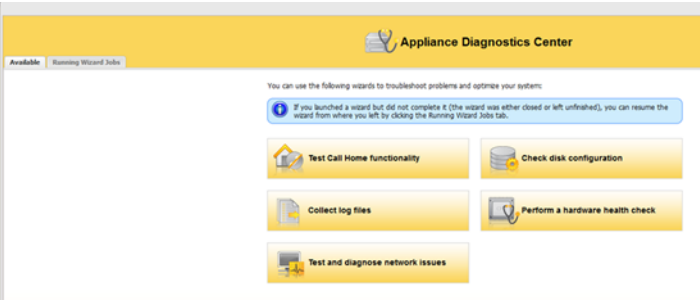 Appliance Diagnostics Center
Available Running Wizard Jobs
You can use the following wizards to troubleshoot problems and optimize your system:
If you launched a wizard but did not complete it (the wizard was either closed or left unfinished), you can resume the
wizard from where you left by clicking the Running Wizard Jobs tab.
Test Call Home functionality
Check disk configuration
Collect log files
Perform a hardware health check
Test and diagnose network issues